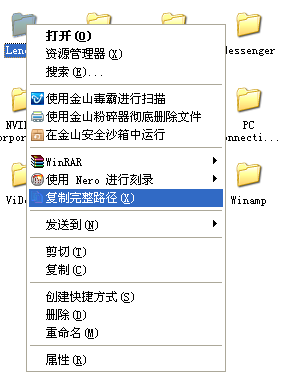 Leno
打开(O)
资源管理器(X)
搜索(E)...
使用金山毒霸进行扫描
使用金山粉碎器彻底删除文件
在金山安全沙箱中运行
WinRAR
使用 Nero 进行刻录
复制完整路径(X)
发送到(N)
剪切(T)
复制(C)
创建快捷方式(S)
删除(D)
重命名(M)
属性(R)
essenger
NVI
orpor
PC
onnecti...
ViD
Winamp